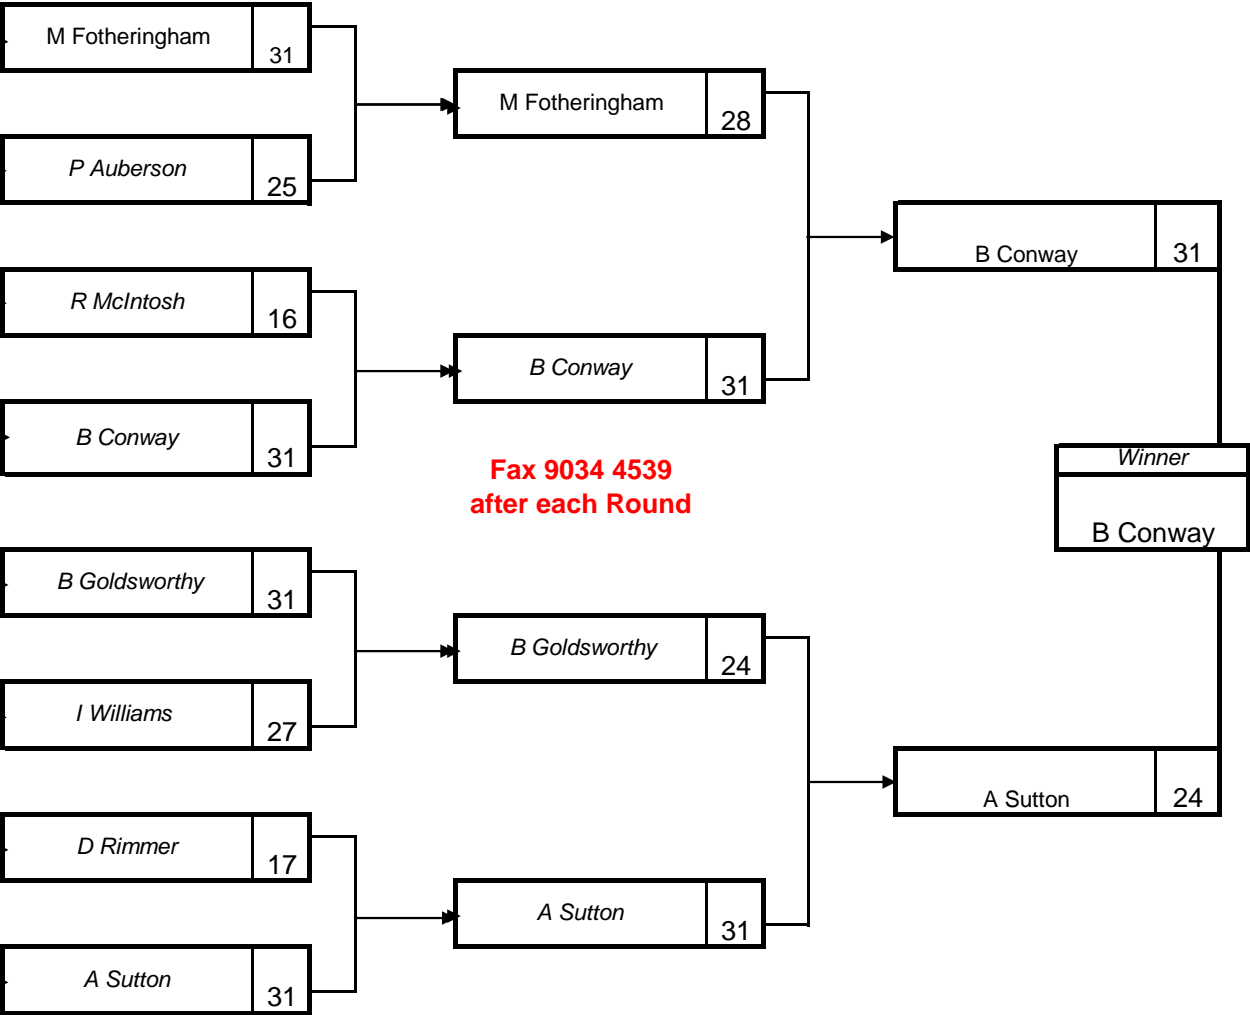 M Fotheringham 31
P Auberson 25
R McIntosh 16
B Conway 31
B Goldsworthy 31
I Williams 27
D Rimmer 17
A Sutton 31
M Fotheringham 28
B Conway 31
Fax 9034 4539
after each Round
B Goldsworthy 24
A Sutton 31
B Conway 31
A Sutton 24
Winner
B Conway